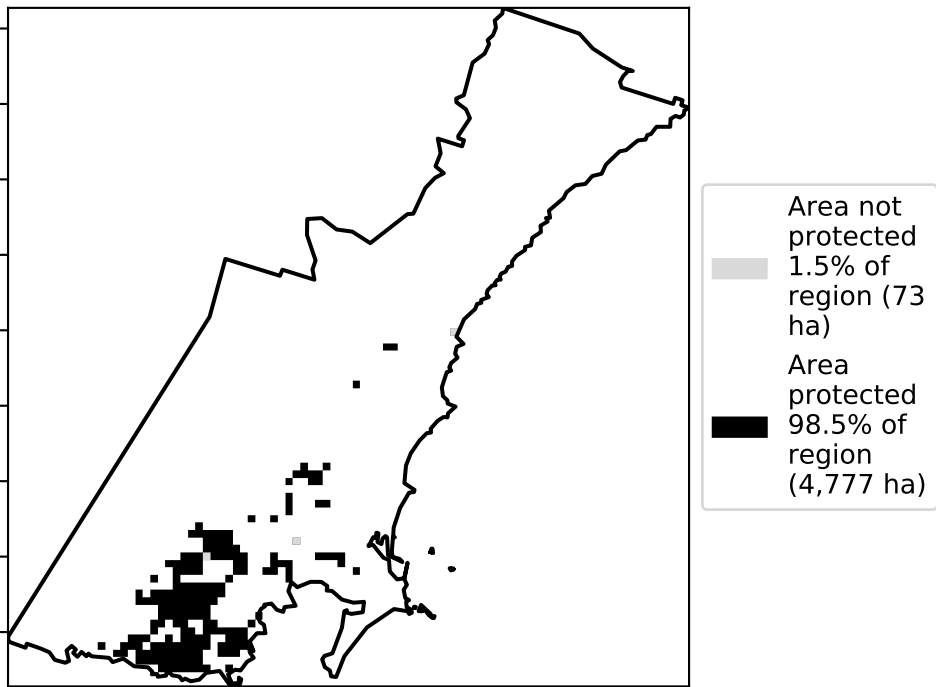 Area not
protected
1.5% of
region (73
ha)
Area
protected
98.5% of
region
(4,777 ha)